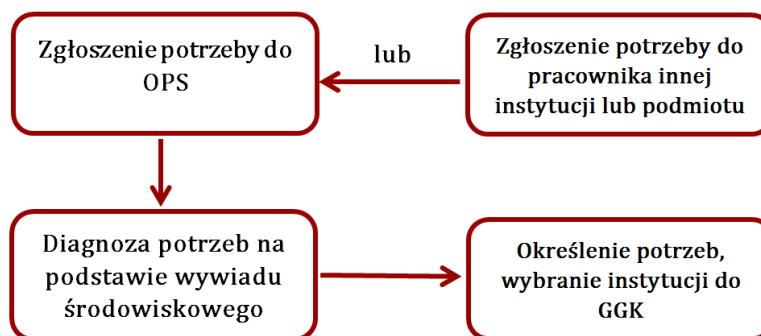 Zgłoszenie potrzeby do
OPS
lub
Zgłoszenie potrzeby do
pracownika innej
instytucji lub podmiotu
Diagnoza potrzeb na
podstawie wywiadu
środowiskowego
Określenie potrzeb,
wybranie instytucji do
GGK